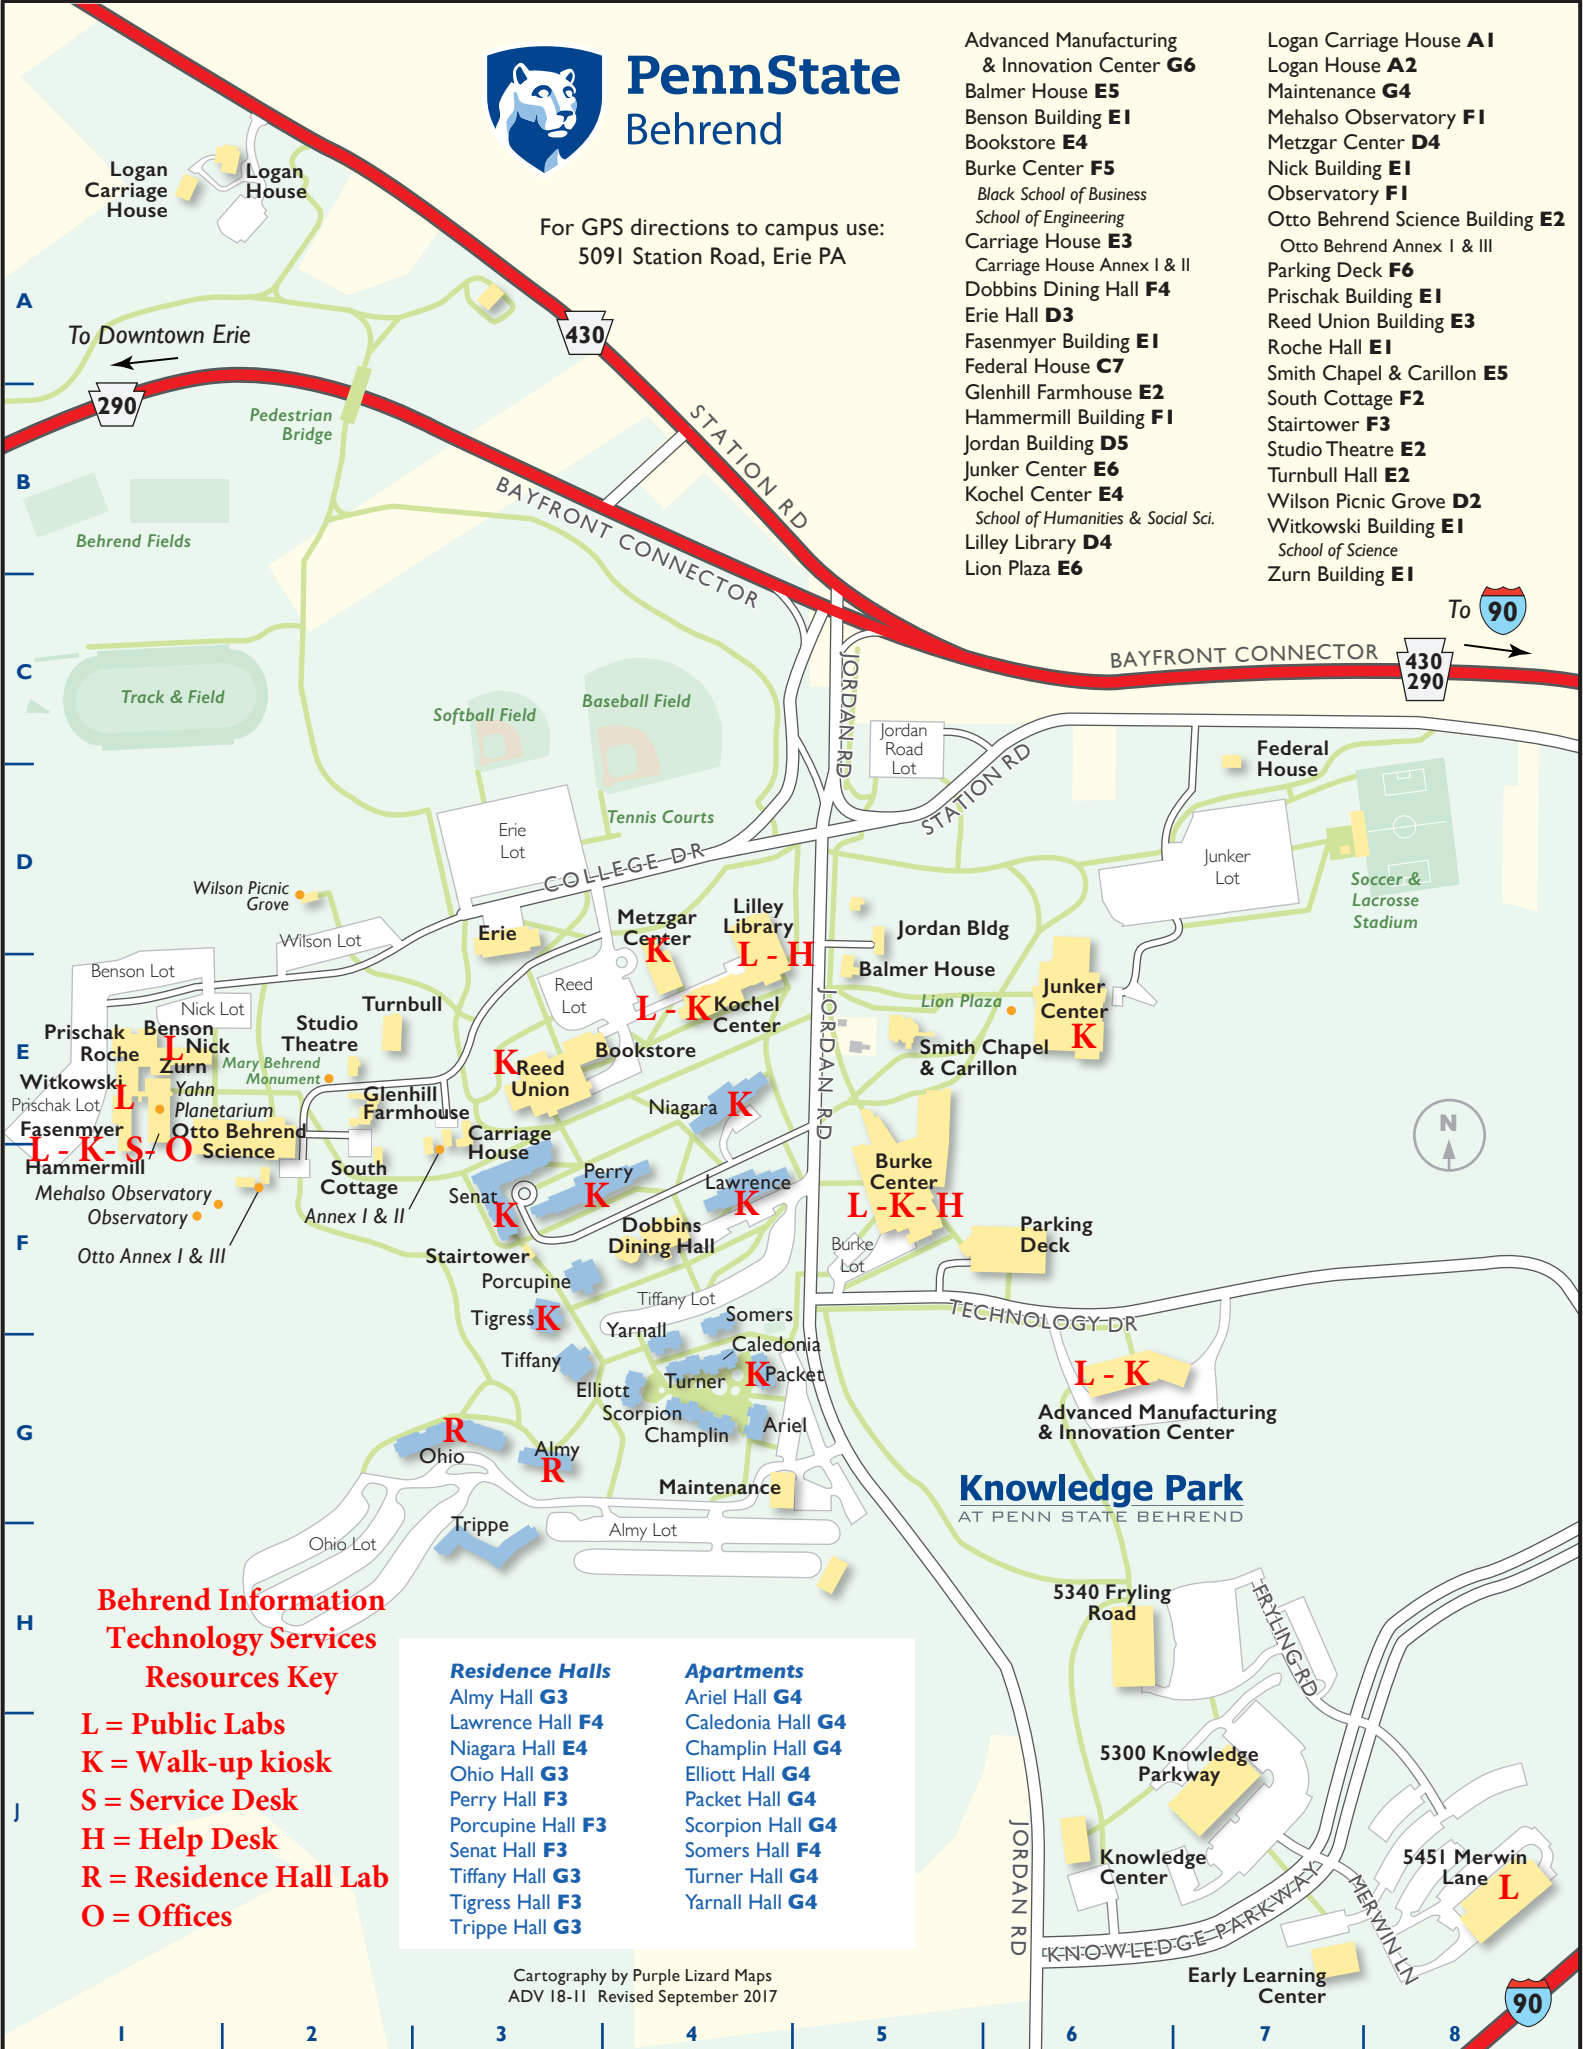 PennState
Behrend
For GPS directions to campus use:
5091 Station Road, Erie PA
Advanced Manufacturing
& Innovation Center G6
Balmer House E5
Benson Building E1
Bookstore E4
Burke Center F5
Black School of Business
School of Engineering
Carriage House E3
Carriage House Annex I & II
Dobbins Dining Hall F4
Erie Hall D3
Fasenmyer Building E1
Federal House C7
Glenhill Farmhouse E2
Hammermill Building F1
Jordan Building D5
Junker Center E6
Kochel Center E4
School of Humanities & Social Sci.
Lilley Library D4
Lion Plaza E6
Logan Carriage House A1
Logan House A2
Maintenance G4
Mehalso Observatory F1
Metzgar Center D4
Nick Building E1
Observatory F1
Otto Behrend Science Building E2
Otto Behrend Annex 1 & III
Parking Deck F6
Prischak Building E1
Reed Union Building E3
Roche Hall E1
Smith Chapel & Carillon E5
South Cottage F2
Stairtower F3
Studio Theatre E2
Turnbull Hall E2
Wilson Picnic Grove D2
Witkowski Building E1
School of Science
Zurn Building E1
Logan
Carriage
House
Logan
House
A
To Downtown Erie
430
290
Pedestrian
Bridge
STATION RD
B
BAYFRONT CONNECTOR
Behrend Fields
To 90
BAYFRONT CONNECTOR
430
290
C
Track & Field
Softball Field
Baseball Field
JORDAN RD
Jordan
Road
Lot
STATION RD
Federal
House
Erie
Lot
Tennis Courts
D
COLLEGE DR
Junker
Lot
Soccer &
Lacrosse
Stadium
Wilson Picnic
Grove
Wilson Lot
Erie
Metzgar
Center
K
Lilley
Library
L - H
Jordan Bldg
Balmer House
Benson Lot
Nick Lot
Reed
Lot
L - K Kochel
Center
Lion Plaza
Junker
Center
K
Turnbull
Studio
Theatre
JORDAN RD
E
Prischak
Roche
Benson
L Nick
Zurn
Mary Behrend
Monument
K
Reed
Union
Bookstore
Smith Chapel
& Carillon
Witkowski
L
Prischak Lot
Yahn
Planetarium
Glenhill
Farmhouse
Niagara K
N
Fasenmyer
Otto Behrend
Science
L - K- S- O
Hammermill
Carriage
House
South
Cottage
Mehalso Observatory
Observatory
Annex I & II
Otto Annex I & III
Senat
K
Perry
K
Lawrence
K
Burke
Center
L -K- H
F
Stairtower
Dobbins
Dining Hall
Burke
Lot
Parking
Deck
Porcupine
Tiffany Lot
Tigress K
Somers
TECHNOLOGY DR
Yarnall
Caledonia
Tiffany
Turner
K Packet
L - K
Elliott
Scorpion
Champlin
Ariel
Advanced Manufacturing
& Innovation Center
G
R
Ohio
Almy
R
Maintenance
Knowledge Park
AT PENN STATE BEHREND
Trippe
Almy Lot
Ohio Lot
H
5340 Fryling
Road
FRYLING RD
Behrend Information
Technology Services
Resources Key
L = Public Labs
K = Walk-up kiosk
S = Service Desk
H = Help Desk
R = Residence Hall Lab
O = Offices
J
Residence Halls
Almy Hall G3
Lawrence Hall F4
Niagara Hall E4
Ohio Hall G3
Perry Hall F3
Porcupine Hall F3
Senat Hall F3
Tiffany Hall G3
Tigress Hall F3
Trippe Hall G3
Apartments
Ariel Hall G4
Caledonia Hall G4
Champlin Hall G4
Elliott Hall G4
Packet Hall G4
Scorpion Hall G4
Somers Hall F4
Turner Hall G4
Yarnall Hall G4
5300 Knowledge
Parkway
JORDAN RD
Knowledge
Center
5451 Merwin
Lane L
KNOWLEDGE PARKWAY
MERWIN LN
Early Learning
Center
90
Cartography by Purple Lizard Maps
ADV 18-11 Revised September 2017
1 2 3 4 5 6 7 8